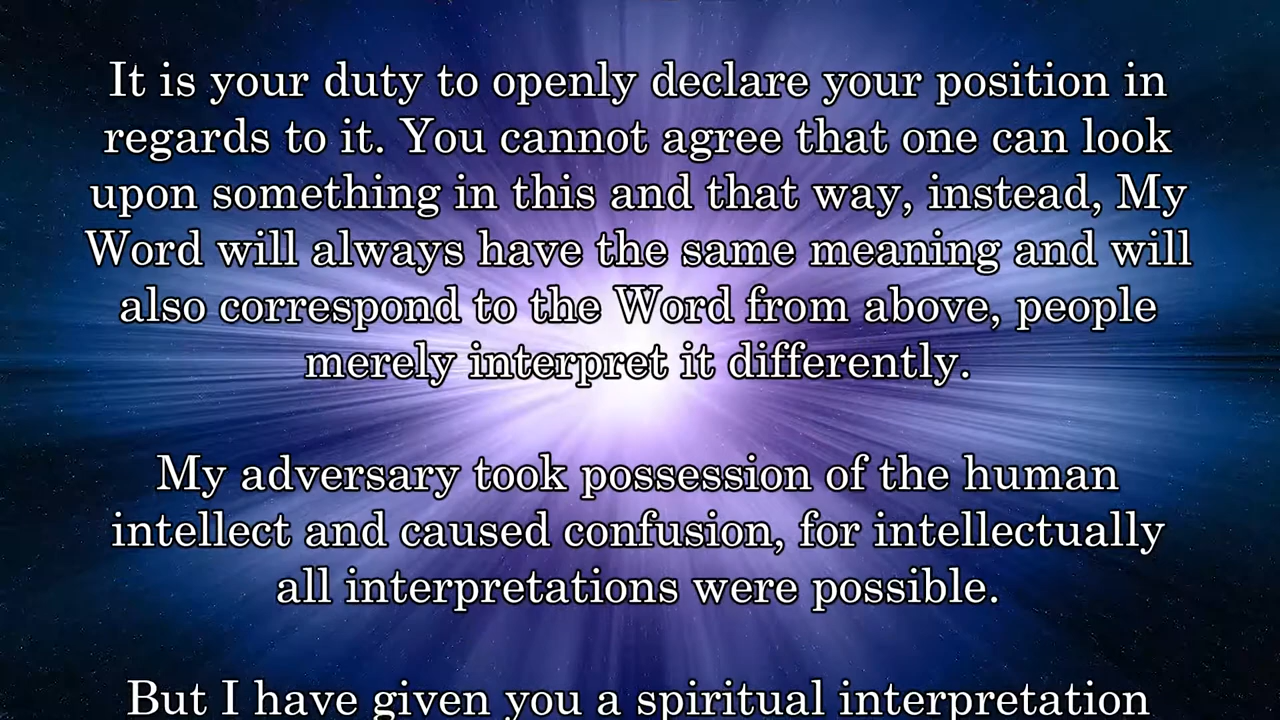 It is your duty to openly declare your position in
regards to it. You cannot agree that one can look
upon something in this and that way, instead, My
Word will always have the same meaning and will
also correspond to the Word from above, people
merely interpret it differently.
My adversary took possession of the human
intellect and caused confusion, for intellectually
all interpretations were possible.
But I have given you a spiritual interpretation